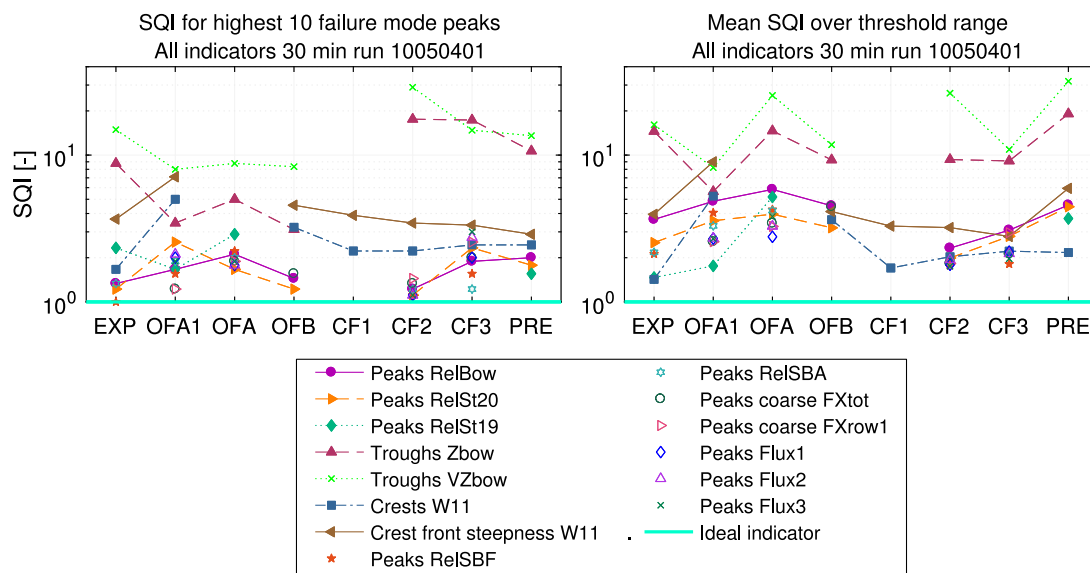 SQI for highest 10 failure mode peaks
All indicators 30 min run 10050401
Mean SQI over threshold range
All indicators 30 min run 10050401
SQI [-]
10^1
10^0
EXP OFA1 OFA OFB CF1 CF2 CF3 PRE
10^1
10^0
EXP OFA1 OFA OFB CF1 CF2 CF3 PRE
Peaks RelBow
Peaks RelSt20
Peaks RelSt19
Troughs Zbow
Troughs VZbow
Crests W11
Crest front steepness W11
Peaks RelSBF
Peaks RelSBA
Peaks coarse FXtot
Peaks coarse FXrow1
Peaks Flux1
Peaks Flux2
Peaks Flux3
. Ideal indicator